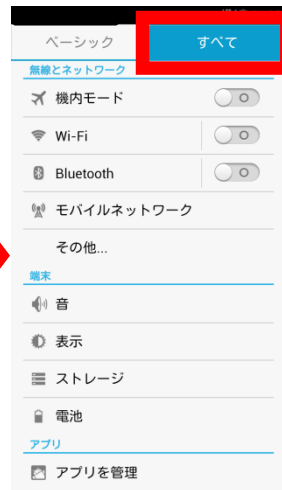 ベーシック すべて
無線とネットワーク
機内モード
Wi-Fi
Bluetooth
モバイルネットワーク
その他...
端末
音
表示
ストレージ
電池
アプリ
アプリを管理